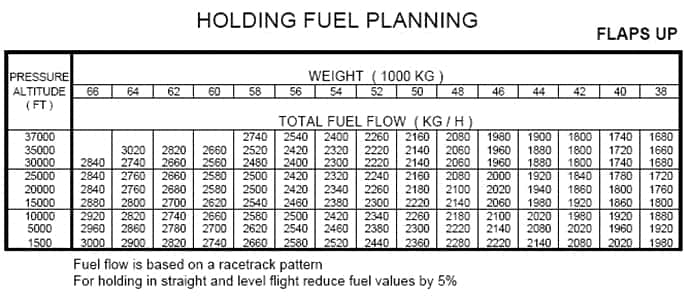 HOLDING FUEL PLANNING
FLAPS UP
PRESSURE ALTITUDE ( FT )
WEIGHT ( 1000 KG )
66 64 62 60 58 56 54 52 50 48 46 44 42 40 38
TOTAL FUEL FLOW ( KG / H )
37000 2740 2540 2400 2260 2160 2080 1980 1900 1800 1740 1680
35000 3020 2820 2660 2520 2420 2320 2220 2140 2060 1960 1880 1800 1720 1660
30000 2840 2740 2660 2560 2480 2400 2300 2220 2140 2060 1960 1880 1800 1740 1680
25000 2840 2760 2660 2580 2500 2420 2320 2240 2160 2080 2000 1920 1840 1780 1720
20000 2840 2760 2680 2580 2500 2420 2340 2260 2180 2100 2020 1940 1860 1800 1760
15000 2880 2800 2700 2620 2540 2460 2380 2300 2220 2140 2060 1980 1920 1860 1800
10000 2920 2820 2740 2660 2580 2500 2420 2340 2260 2180 2100 2020 1980 1920 1880
5000 2960 2860 2780 2700 2620 2540 2460 2380 2300 2220 2140 2080 2020 1960 1920
1500 3000 2900 2820 2740 2660 2580 2520 2440 2360 2280 2220 2140 2080 2020 1980
Fuel flow is based on a racetrack pattern
For holding in straight and level flight reduce fuel values by 5%